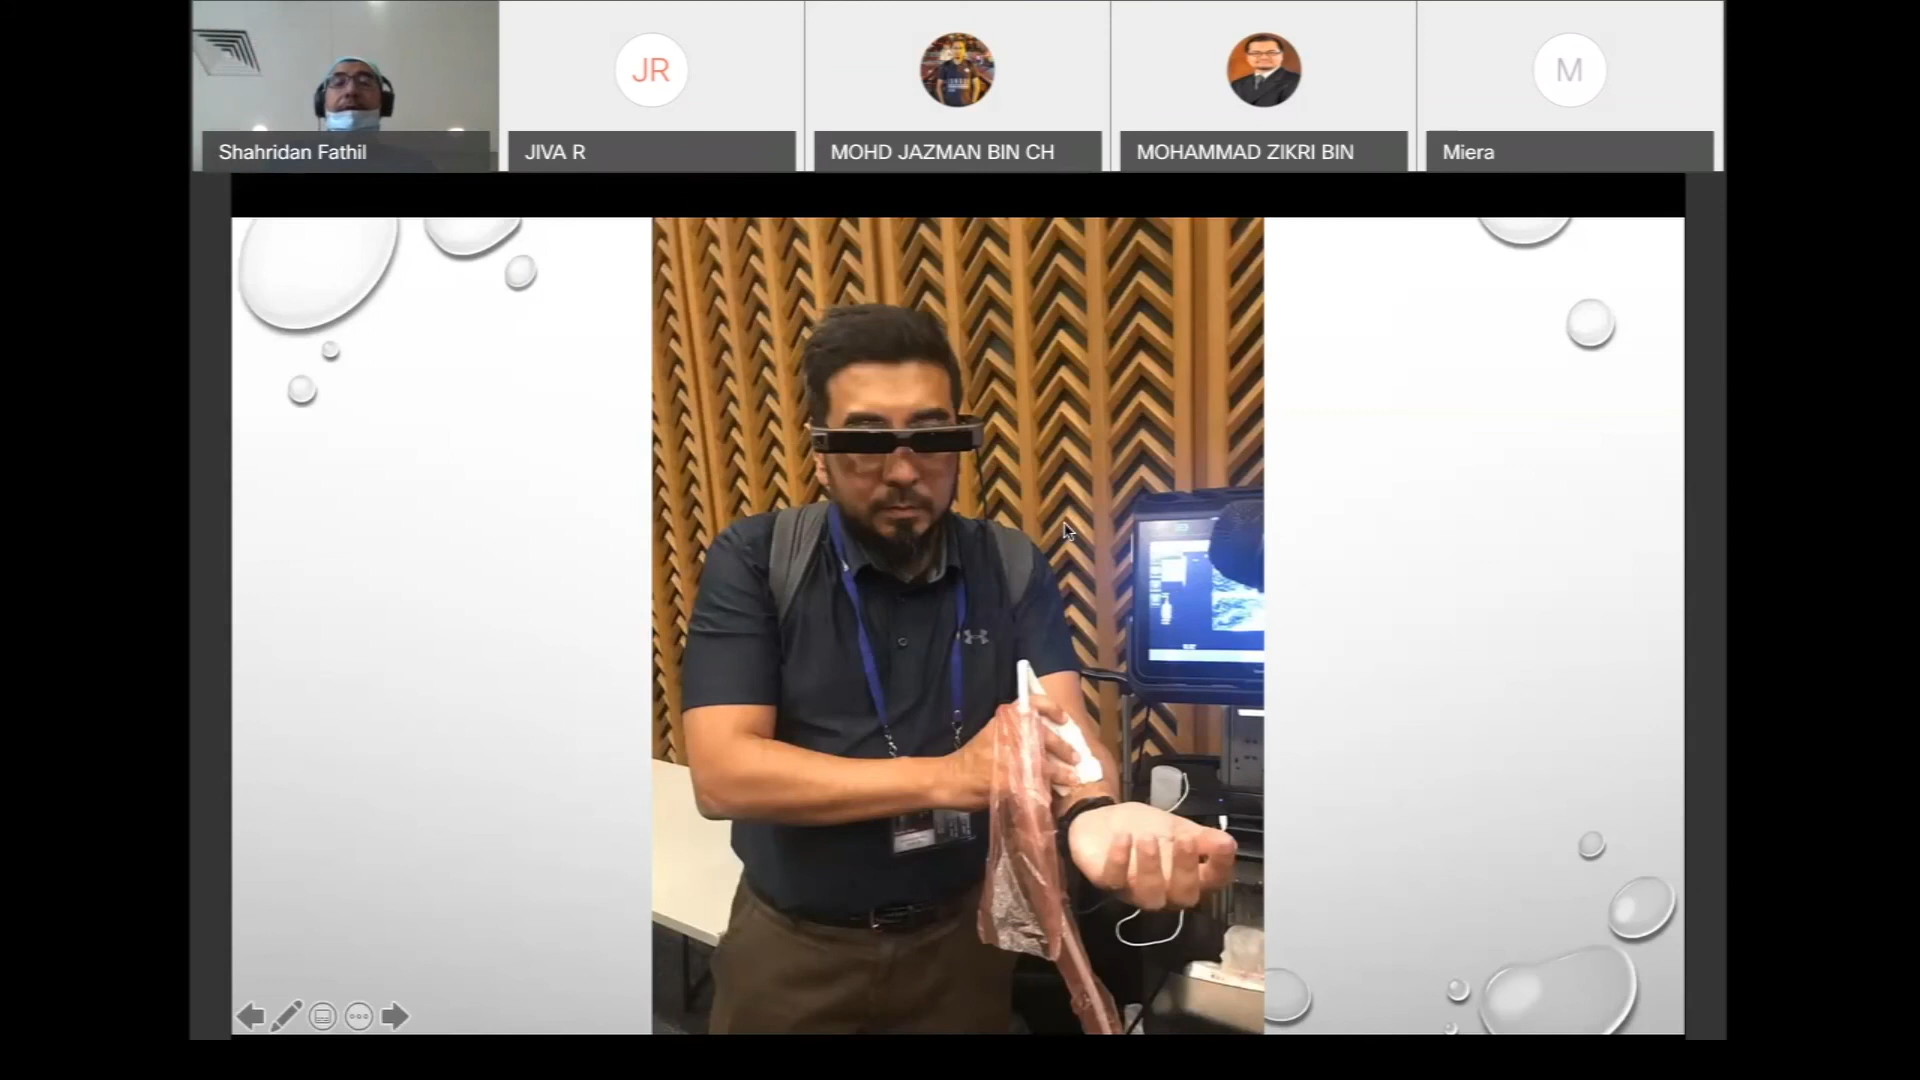 Shahridan Fathil
JR
JIVA R
MOHD JAZMAN BIN CH
MOHAMMAD ZIKRI BIN
M
Miera